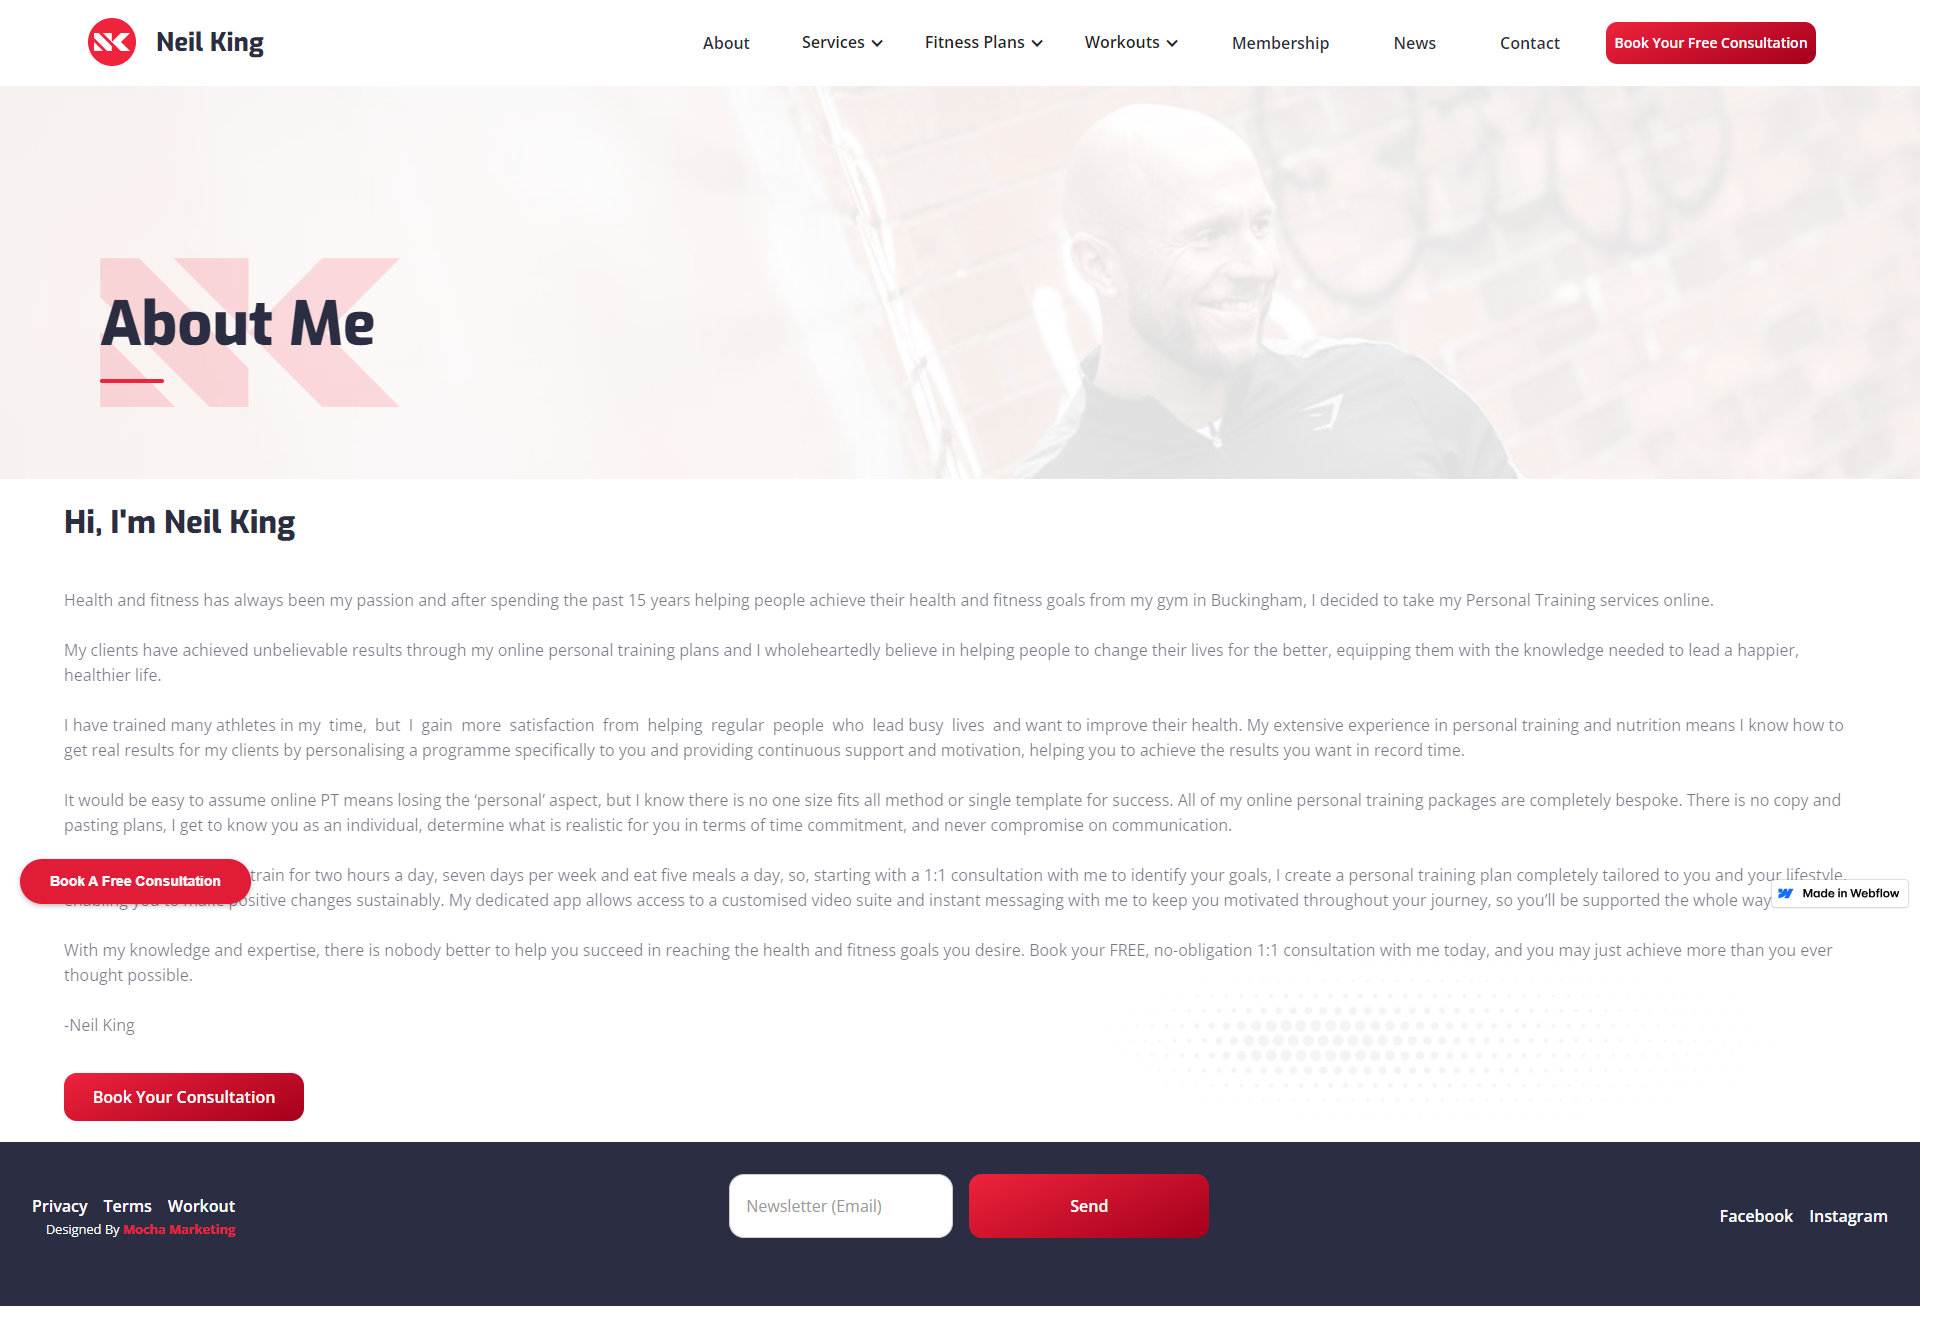 Neil King
About Services Fitness Plans Workouts Membership News Contact Book Your Free Consultation
About Me
Hi, I'm Neil King
Health and fitness has always been my passion and after spending the past 15 years helping people achieve their health and fitness goals from my gym in Buckingham, I decided to take my Personal Training services online.
My clients have achieved unbelievable results through my online personal training plans and I wholeheartedly believe in helping people to change their lives for the better, equipping them with the knowledge needed to lead a happier,
healthier life.
I have trained many athletes in my time, but I gain more satisfaction from helping regular people who lead busy lives and want to improve their health. My extensive experience in personal training and nutrition means I know how to
get real results for my clients by personalising a programme specifically to you and providing continuous support and motivation, helping you to achieve the results you want in record time.
It would be easy to assume online PT means losing the ‘personal’ aspect, but I know there is no one size fits all method or single template for success. All of my online personal training packages are completely bespoke. There is no copy and
pasting plans, I get to know you as an individual, determine what is realistic for you in terms of time commitment, and never compromise on communication.
Book A Free Consultation
train for two hours a day, seven days per week and eat five meals a day, so, starting with a 1:1 consultation with me to identify your goals, I create a personal training plan completely tailored to you and your lifestyle,
enabling you to make positive changes sustainably. My dedicated app allows access to a customised video suite and instant messaging with me to keep you motivated throughout your journey, so you’ll be supported the whole way
Made in Webflow
With my knowledge and expertise, there is nobody better to help you succeed in reaching the health and fitness goals you desire. Book your FREE, no-obligation 1:1 consultation with me today, and you may just achieve more than you ever
thought possible.
-Neil King
Book Your Consultation
Privacy Terms Workout
Designed By Mocha Marketing
Newsletter (Email)
Send
Facebook Instagram